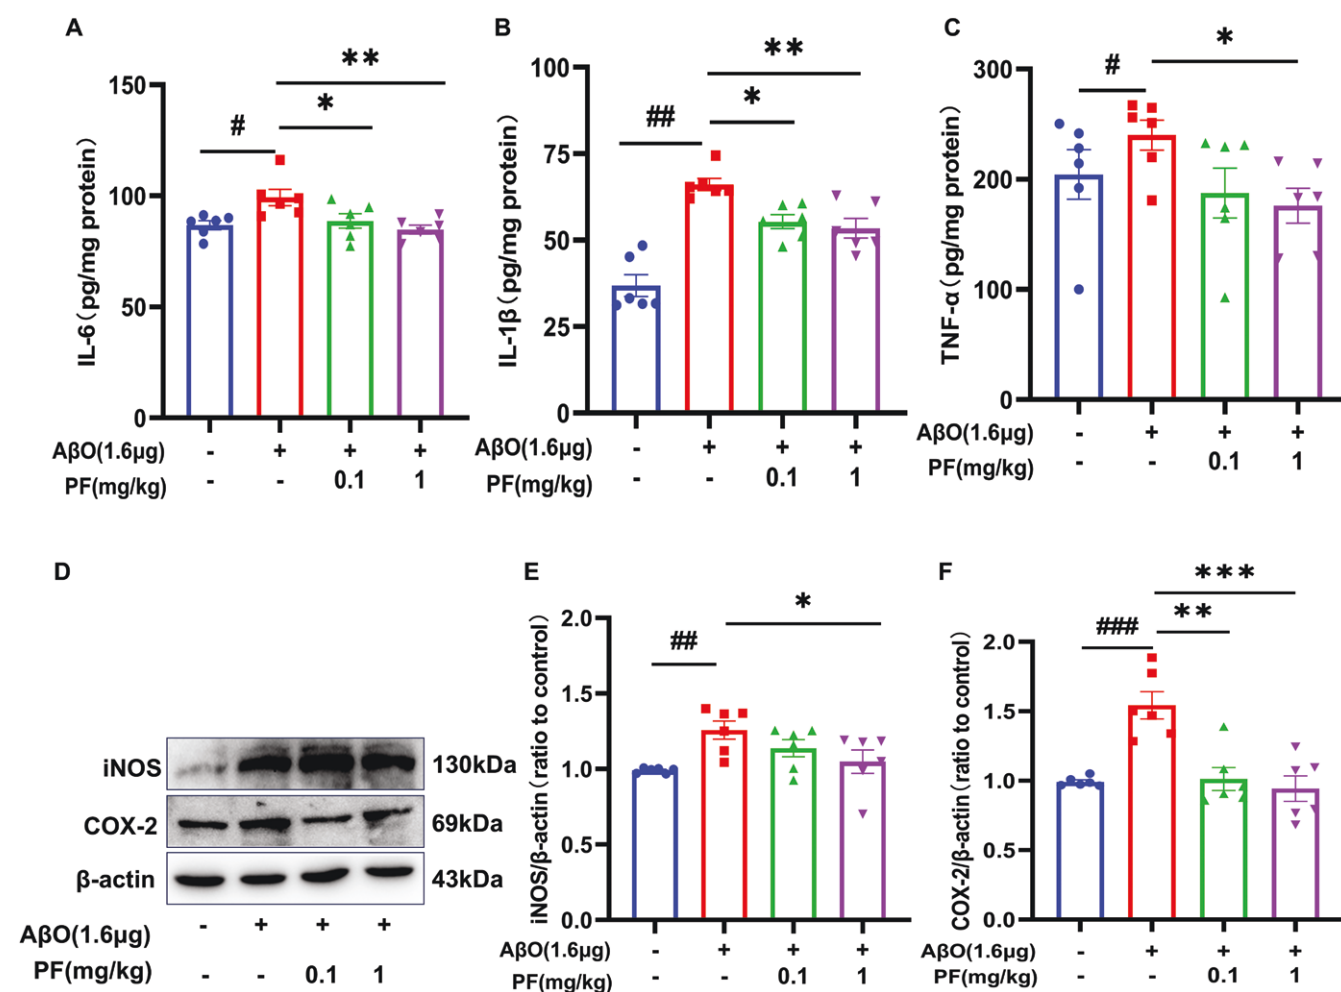 A
**
*
#
150
100
50
0
IL-6(pg/mg protein)
AβO(1.6μg) - + + +
PF(mg/kg) - - 0.1 1
B
**
*
##
100
75
50
25
0
IL-1β(pg/mg protein)
AβO(1.6μg) - + + +
PF(mg/kg) - - 0.1 1
C
*
#
300
200
100
0
TNF-α(pg/mg protein)
AβO(1.6μg) - + + +
PF(mg/kg) - - 0.1 1
D
iNOS 130kDa
COX-2 69kDa
β-actin 43kDa
AβO(1.6μg) - + + +
PF(mg/kg) - - 0.1 1
E
*
##
2.0
1.5
1.0
0.5
0.0
iNOS/β-actin(ratio to control)
AβO(1.6μg) - + + +
PF(mg/kg) - - 0.1 1
F
***
**
###
2.0
1.5
1.0
0.5
0.0
COX-2/β-actin(ratio to control)
AβO(1.6μg) - + + +
PF(mg/kg) - - 0.1 1